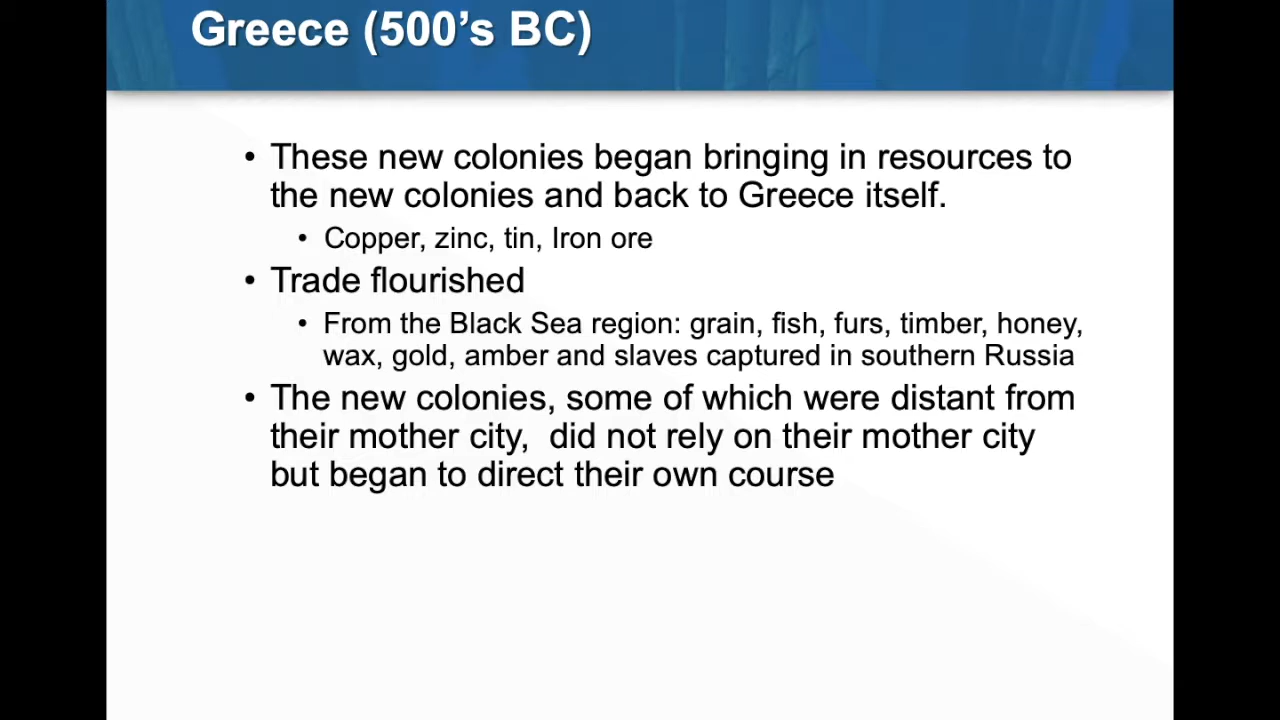 Greece (500’s BC)
• These new colonies began bringing in resources to
the new colonies and back to Greece itself.
• Copper, zinc, tin, Iron ore
• Trade flourished
• From the Black Sea region: grain, fish, furs, timber, honey,
wax, gold, amber and slaves captured in southern Russia
• The new colonies, some of which were distant from
their mother city,  did not rely on their mother city
but began to direct their own course